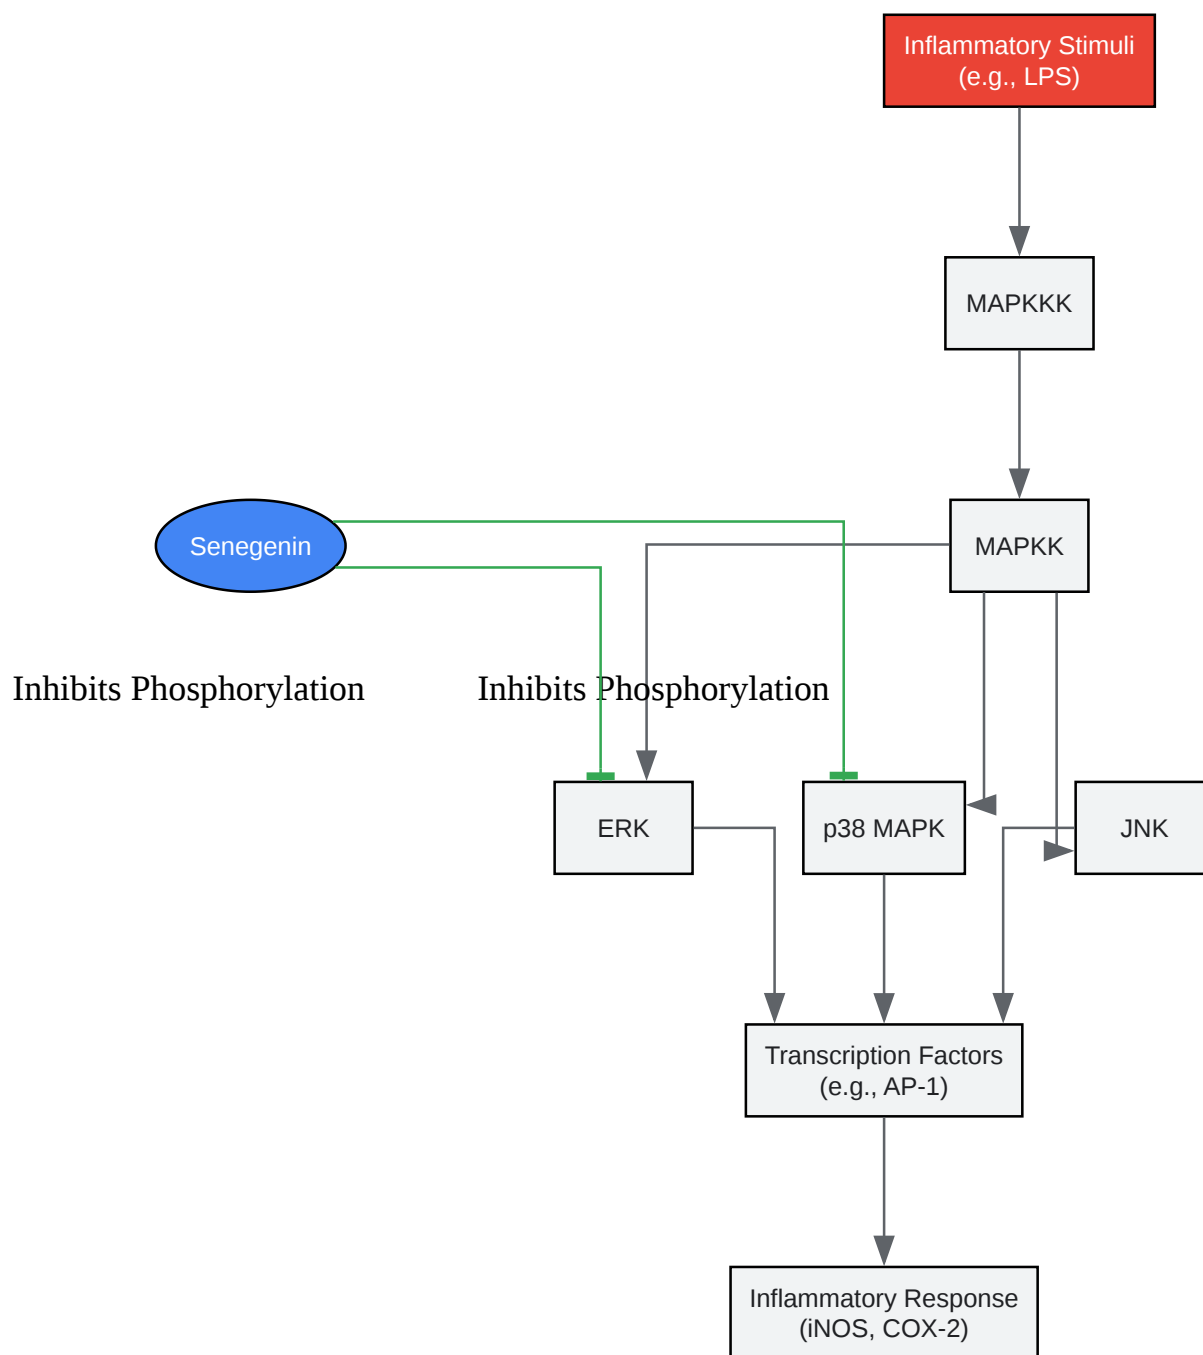 Inflammatory Stimuli
(e.g., LPS)
MAPKKK
MAPKK
Senegenin
Inhibits Phosphorylation
Inhibits Phosphorylation
ERK
p38 MAPK
JNK
Transcription Factors
(e.g., AP-1)
Inflammatory Response
(iNOS, COX-2)